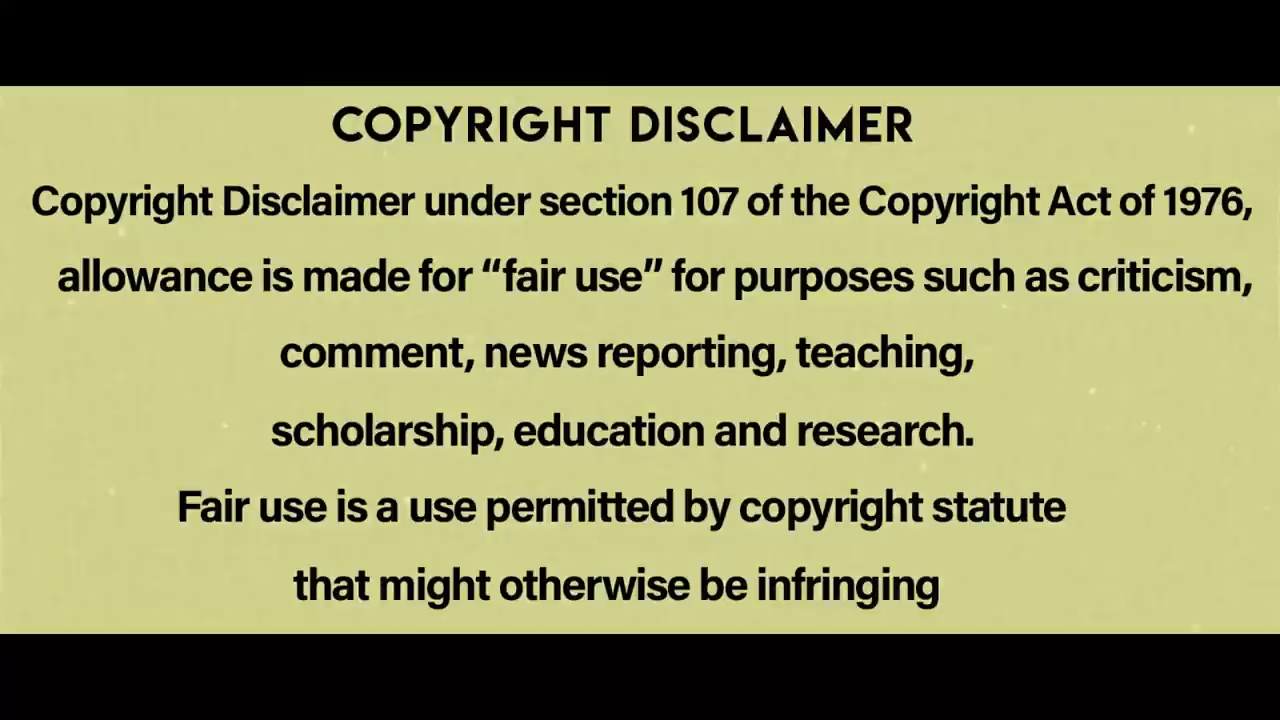 COPYRIGHT DISCLAIMER
Copyright Disclaimer under section 107 of the Copyright Act of 1976,
allowance is made for “fair use” for purposes such as criticism,
comment, news reporting, teaching,
scholarship, education and research.
Fair use is a use permitted by copyright statute
that might otherwise be infringing